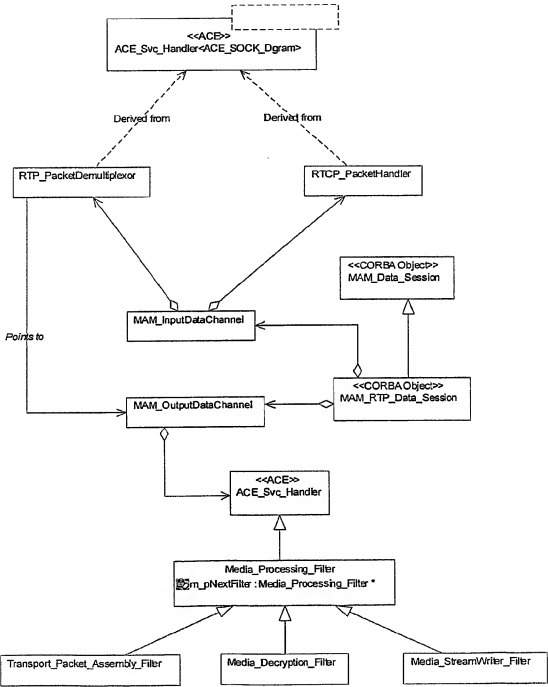 <<ACE>>
ACE_Svc_Handler<ACE_SOCK_Dgram>
Derived from
Derived from
RTP_PacketDemultiplexor
RTCP_PacketHandler
<<CORBA Object>>
MAM_Data_Session
MAM_InputDataChannel
Points to
<<CORBA Object>>
MAM_RTP_Data_Session
MAM_OutputDataChannel
<<ACE>>
ACE_Svc_Handler
Media_Processing_Filter
m_pNextFilter : Media_Processing_Filter *
Transport_Packet_Assembly_Filter
Media_Decryption_Filter
Media_StreamWriter_Filter